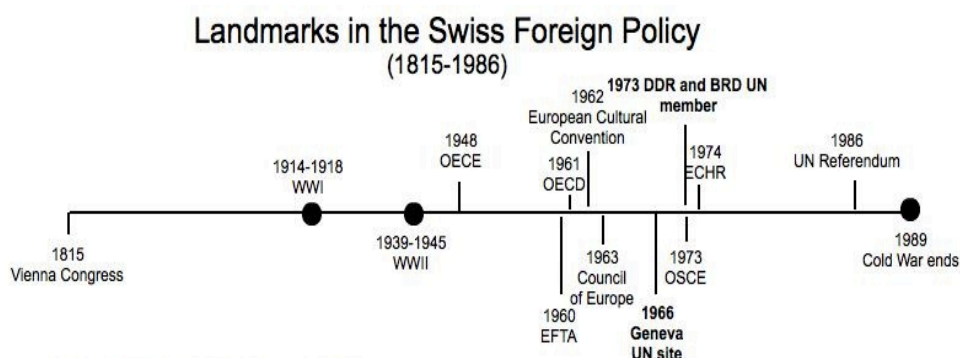 Landmarks in the Swiss Foreign Policy
(1815-1986)
1815
Vienna Congress
1914-1918
WWI
1939-1945
WWII
1948
OECE
1960
EFTA
1961
OECD
1962
European Cultural
Convention
1963
Council
of Europe
1966
Geneva
UN site
1973 DDR and BRD UN
member
1973
OSCE
1974
ECHR
1986
UN Referendum
1989
Cold War ends